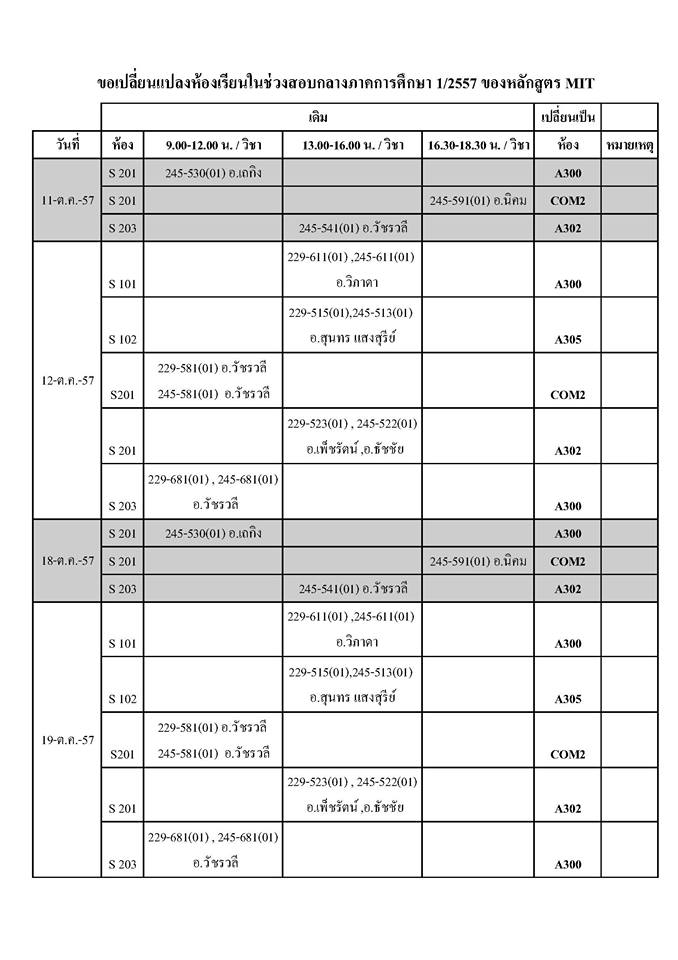 ขอเปลี่ยนแปลงห้องเรียนในช่วงสอบกลางภาคการศึกษา 1/2557 ของหลักสูตร MIT
เดิม เปลี่ยนเป็น
วันที่ ห้อง 9.00-12.00 น. / วิชา 13.00-16.00 น. / วิชา 16.30-18.30 น. / วิชา ห้อง หมายเหตุ
S 201 245-530(01) อ.เถกิง A300
11-ต.ค.-57 S 201 245-591(01) อ.นิคม COM2
S 203 245-541(01) อ.วัชรวลี A302
229-611(01) ,245-611(01)
S 101 อ.วิภาดา A300
229-515(01),245-513(01)
S 102 อ.สุนทร แสงสุรีย์ A305
12-ต.ค.-57
229-581(01) อ.วัชรวลี
S201 245-581(01) อ.วัชรวลี COM2
229-523(01) , 245-522(01)
S 201 อ.เพ็ชรัตน์ ,อ.ธัชชัย A302
229-681(01) , 245-681(01)
S 203 อ.วัชรวลี A300
S 201 245-530(01) อ.เถกิง A300
18-ต.ค.-57 S 201 245-591(01) อ.นิคม COM2
S 203 245-541(01) อ.วัชรวลี A302
229-611(01) ,245-611(01)
S 101 อ.วิภาดา A300
229-515(01),245-513(01)
S 102 อ.สุนทร แสงสุรีย์ A305
19-ต.ค.-57
229-581(01) อ.วัชรวลี
S201 245-581(01) อ.วัชรวลี COM2
229-523(01) , 245-522(01)
S 201 อ.เพ็ชรัตน์ ,อ.ธัชชัย A302
229-681(01) , 245-681(01)
S 203 อ.วัชรวลี A300